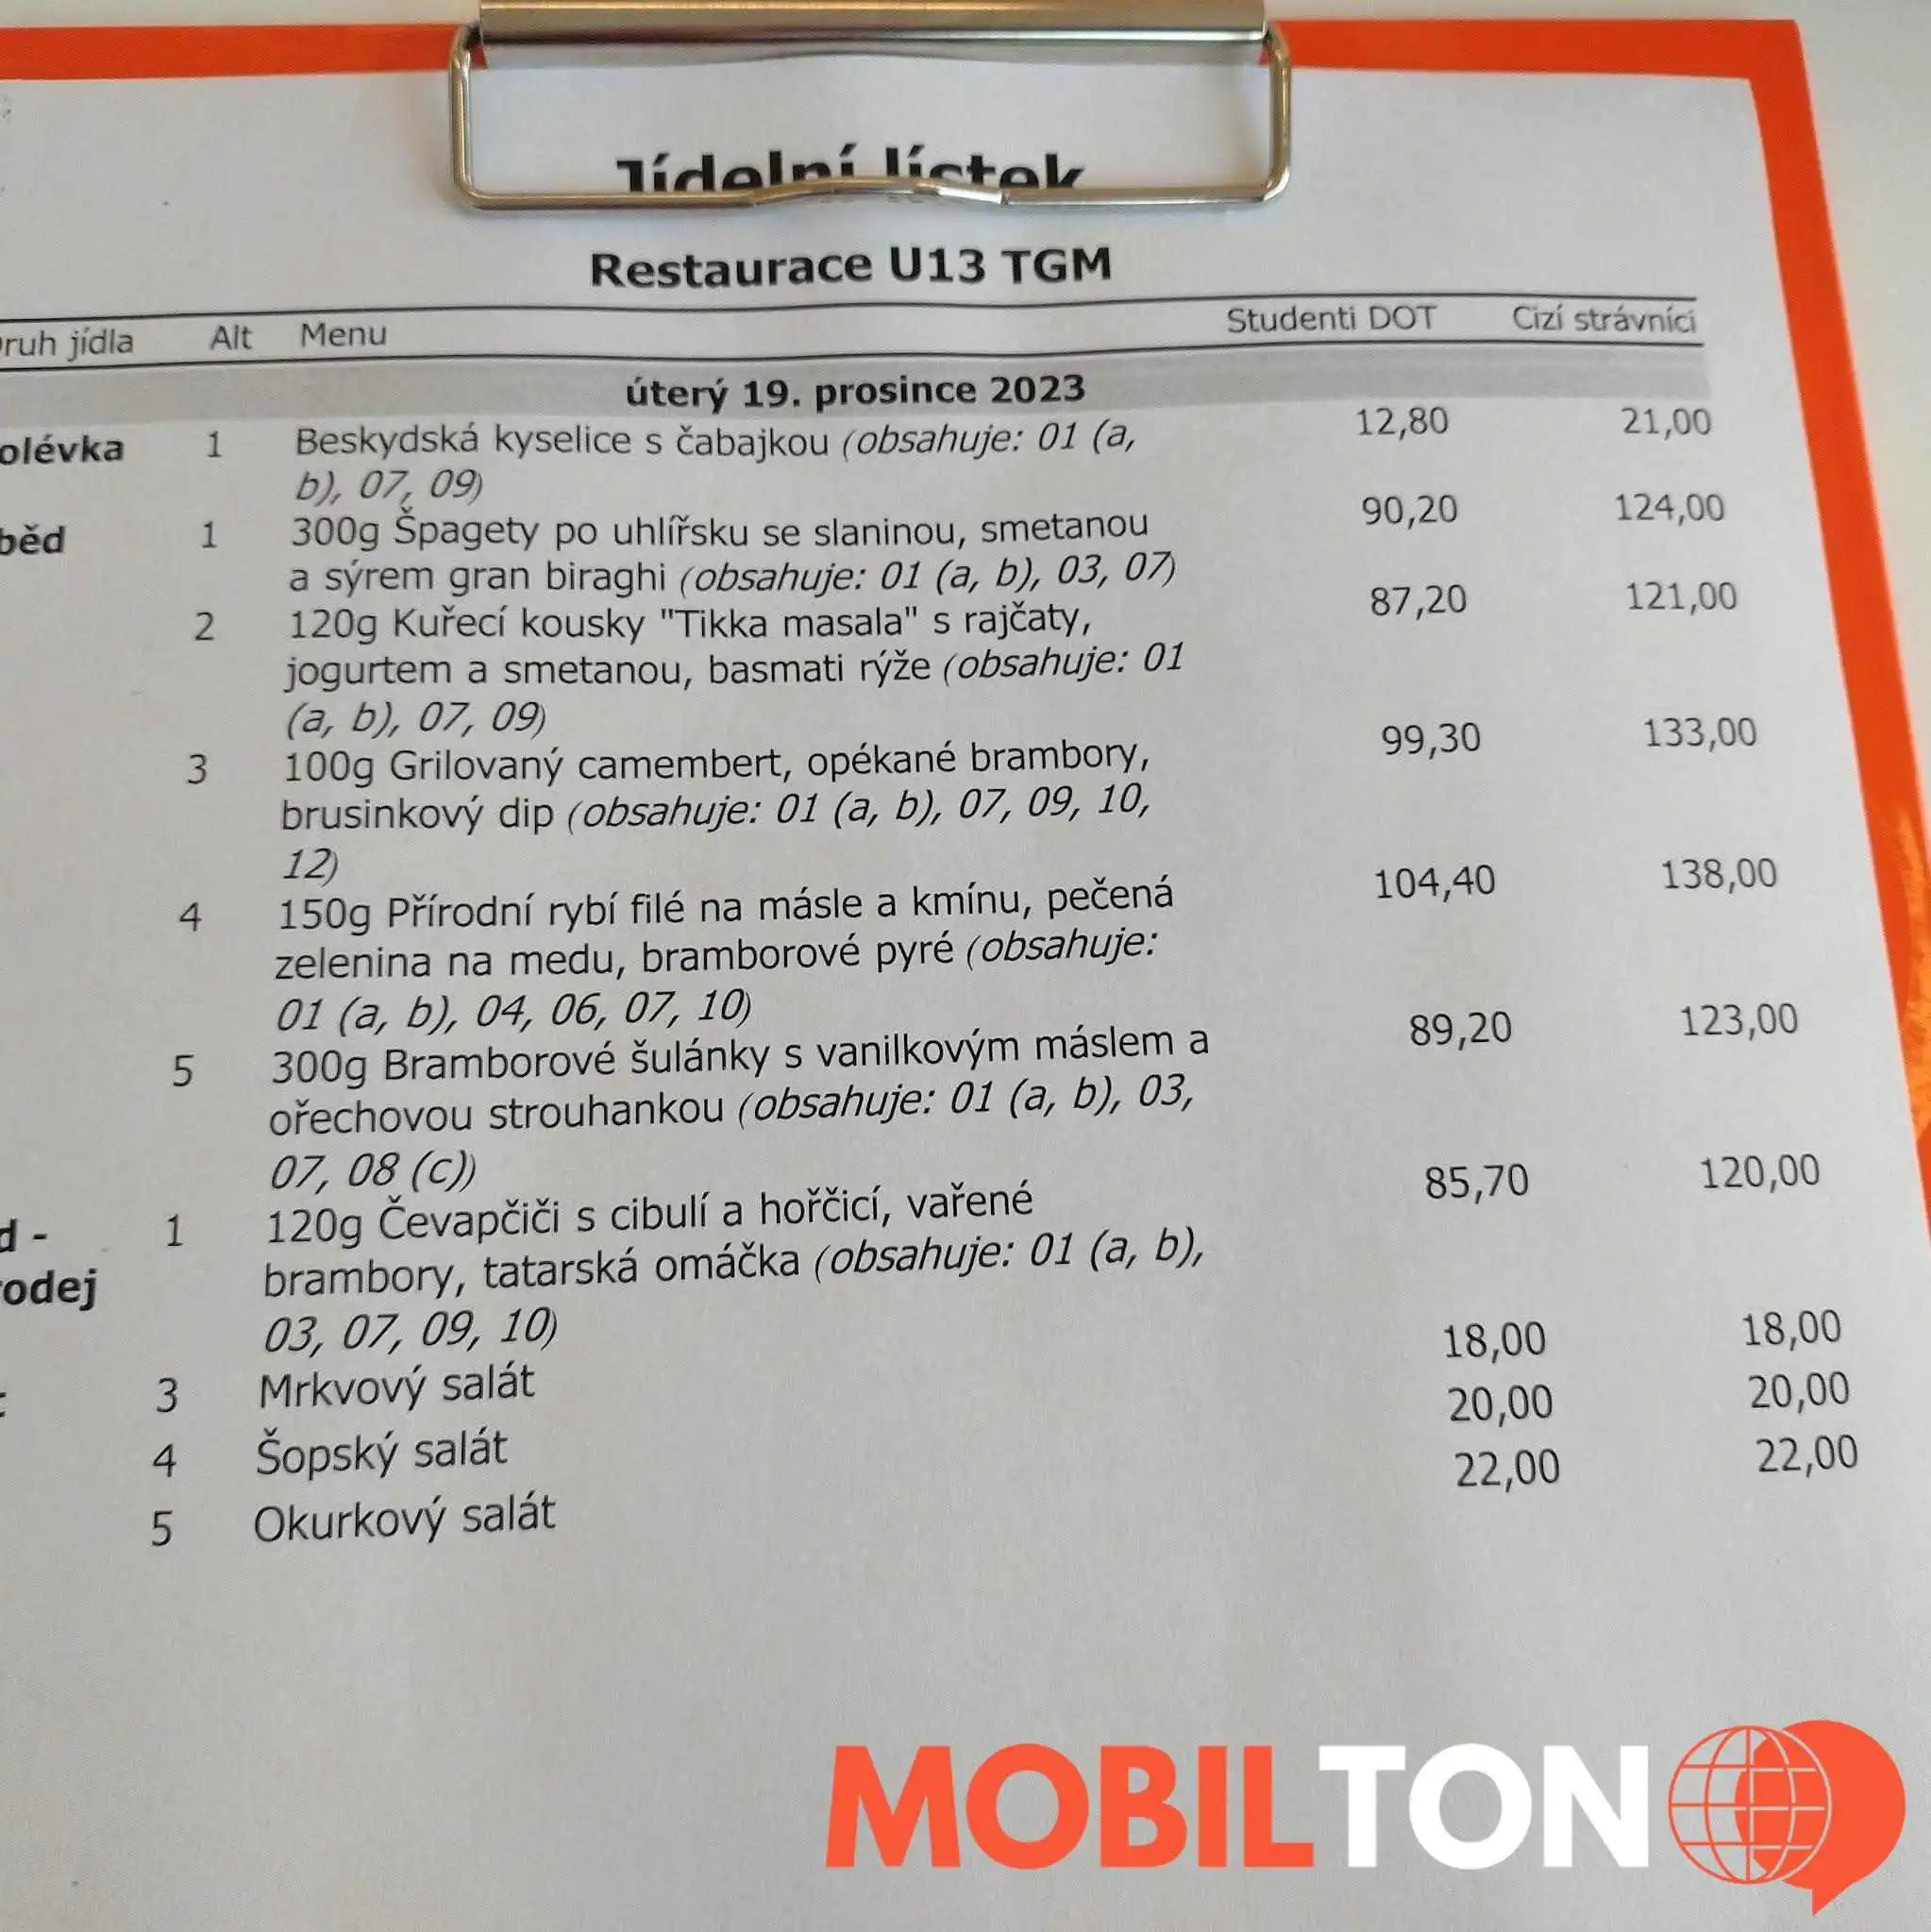 Jídelní lístek
Restaurace U13 TGM
ruh jídla Alt Menu Studenti DOT Cizí strávníci
úterý 19. prosince 2023
olévka 1 Beskydská kyselice s čabajkou (obsahuje: 01 (a, 12,80 21,00
b), 07, 09)
běd 1 300g Špagety po uhlířsku se slaninou, smetanou 90,20 124,00
a sýrem gran biraghi (obsahuje: 01 (a, b), 03, 07)
2 120g Kuřecí kousky "Tikka masala" s rajčaty, 87,20 121,00
jogurtem a smetanou, basmati rýže (obsahuje: 01
(a, b), 07, 09)
3 100g Grilovaný camembert, opékané brambory, 99,30 133,00
brusinkový dip (obsahuje: 01 (a, b), 07, 09, 10,
12)
4 150g Přírodní rybí filé na másle a kmínu, pečená 104,40 138,00
zelenina na medu, bramborové pyré (obsahuje:
01 (a, b), 04, 06, 07, 10)
5 300g Bramborové šulánky s vanilkovým máslem a 89,20 123,00
ořechovou strouhankou (obsahuje: 01 (a, b), 03,
07, 08 (c))
d - 1 120g Čevapčiči s cibulí a hořčicí, vařené 85,70 120,00
rodej brambory, tatarská omáčka (obsahuje: 01 (a, b),
03, 07, 09, 10)
3 Mrkvový salát 18,00 18,00
4 Šopský salát 20,00 20,00
5 Okurkový salát 22,00 22,00
MOBILTON